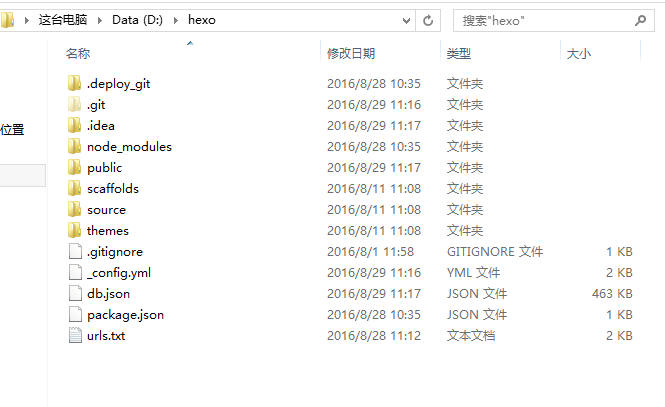 这台电脑 Data (D:) hexo 搜索"hexo"
名称 修改日期 类型 大小
.deploy_git 2016/8/28 10:35 文件夹
.git 2016/8/29 11:16 文件夹
.idea 2016/8/29 11:17 文件夹
位置
node_modules 2016/8/28 10:35 文件夹
public 2016/8/29 11:17 文件夹
scaffolds 2016/8/11 11:08 文件夹
source 2016/8/11 11:08 文件夹
themes 2016/8/11 11:08 文件夹
.gitignore 2016/8/1 11:58 GITIGNORE 文件 1 KB
_config.yml 2016/8/29 11:16 YML 文件 2 KB
db.json 2016/8/29 11:17 JSON 文件 463 KB
package.json 2016/8/28 10:35 JSON 文件 1 KB
urls.txt 2016/8/28 11:12 文本文档 2 KB